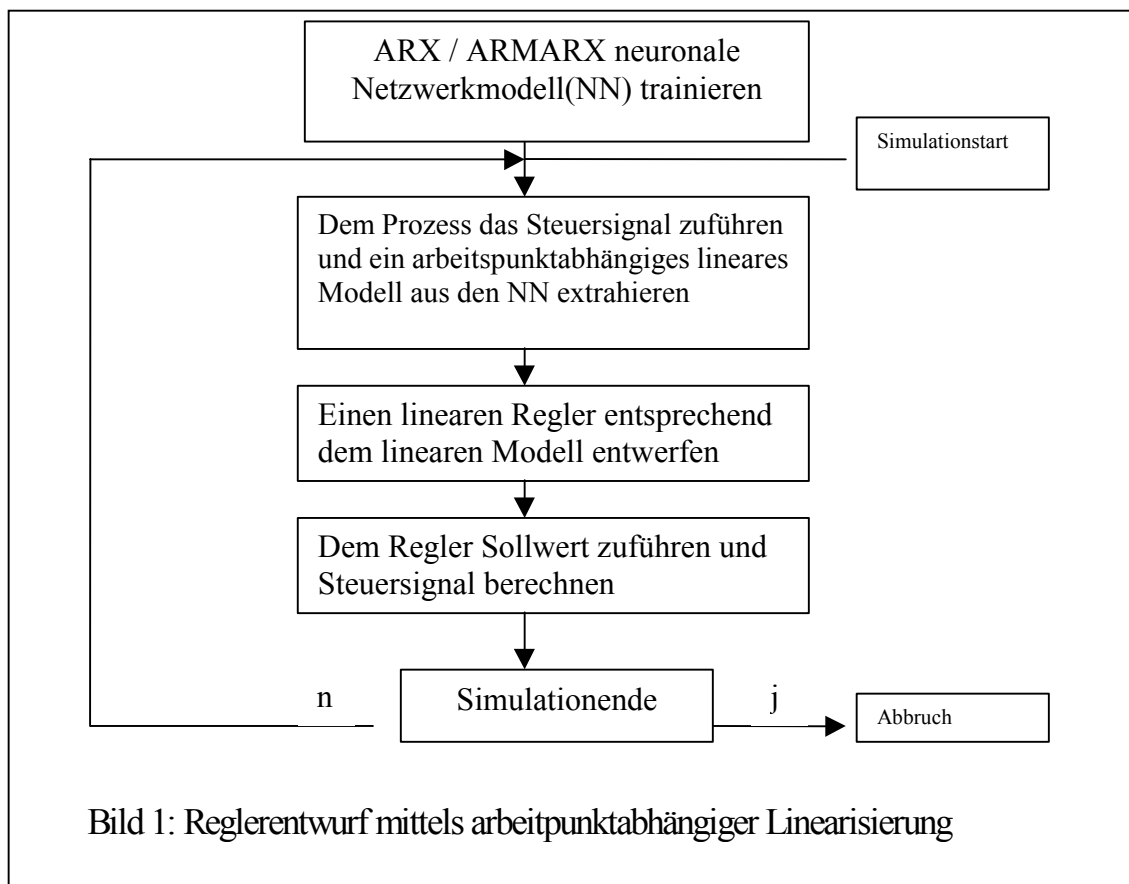 ARX / ARMARX neuronale
Netzwerkmodell(NN) trainieren
Simulationstart
Dem Prozess das Steuersignal zuführen
und ein arbeitspunktabhängiges lineares
Modell aus den NN extrahieren
Einen linearen Regler entsprechend
dem linearen Modell entwerfen
Dem Regler Sollwert zuführen und
Steuersignal berechnen
n
Simulationende
j
Abbruch
Bild 1: Reglerentwurf mittels arbeitpunktabhängiger Linearisierung